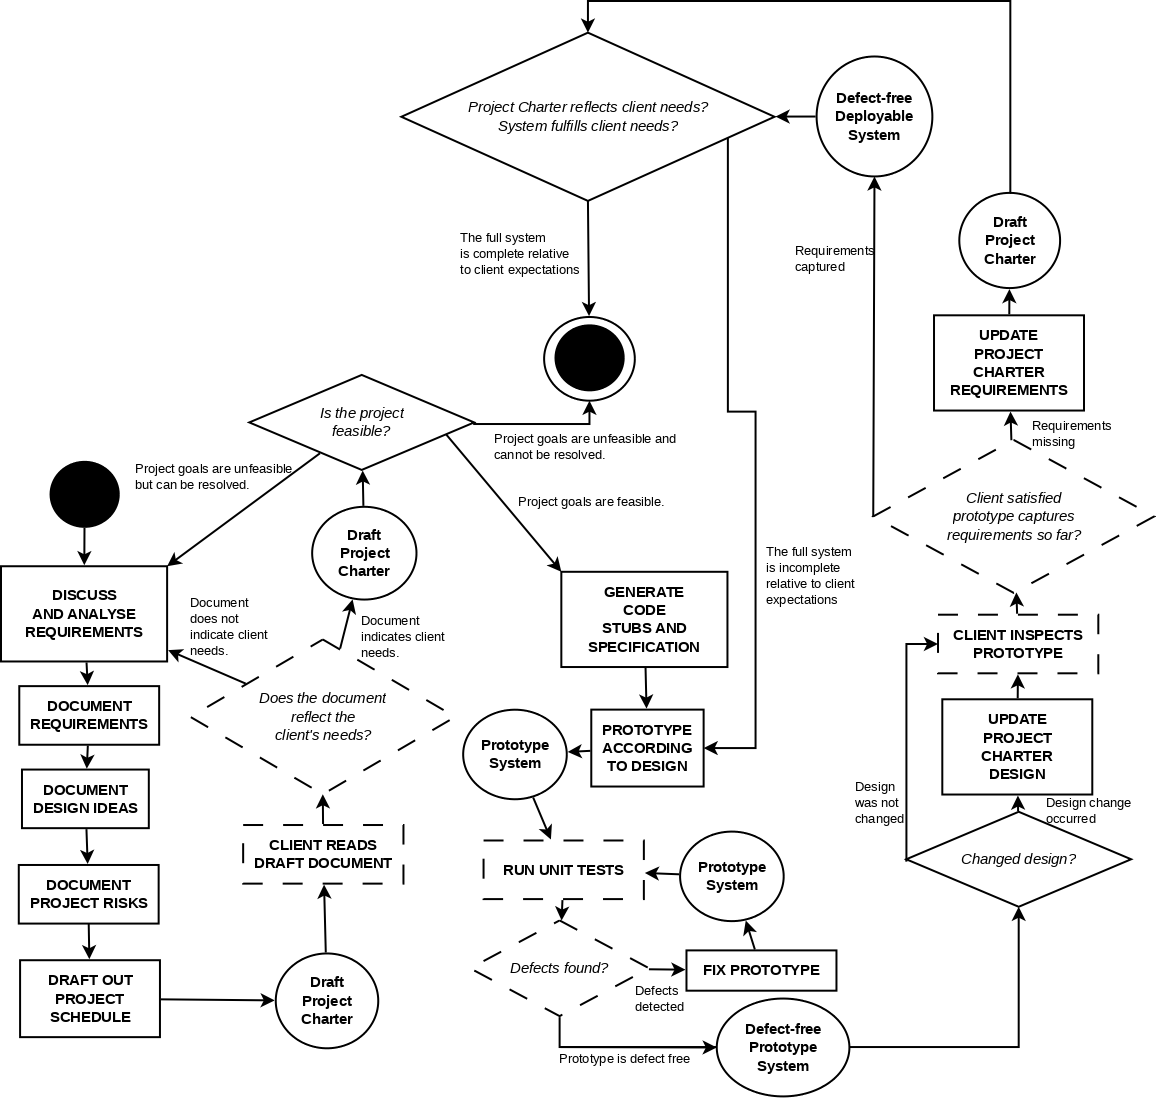 Project Charter reflects client needs?
System fulfills client needs?
Defect-free
Deployable
System
The full system
is complete relative
to client expectations
Requirements
captured
Draft
Project
Charter
UPDATE
PROJECT
CHARTER
REQUIREMENTS
Is the project
feasible?
Project goals are unfeasible and
cannot be resolved.
Requirements
missing
Project goals are unfeasible
but can be resolved.
Project goals are feasible.
Client satisfied
prototype captures
requirements so far?
Draft
Project
Charter
The full system
is incomplete
relative to client
expectations
DISCUSS
AND ANALYSE
REQUIREMENTS
Document
does not
indicate client
needs.
Document
indicates client
needs.
GENERATE
CODE
STUBS AND
SPECIFICATION
CLIENT INSPECTS
PROTOTYPE
DOCUMENT
REQUIREMENTS
Does the document
reflect the
client's needs?
Prototype
System
PROTOTYPE
ACCORDING
TO DESIGN
UPDATE
PROJECT
CHARTER
DESIGN
DOCUMENT
DESIGN IDEAS
Design
was not
changed
Design change
occurred
CLIENT READS
DRAFT DOCUMENT
RUN UNIT TESTS
Prototype
System
Changed design?
DOCUMENT
PROJECT RISKS
Defects found?
FIX PROTOTYPE
Defects
detected
DRAFT OUT
PROJECT
SCHEDULE
Draft
Project
Charter
Defect-free
Prototype
System
Prototype is defect free